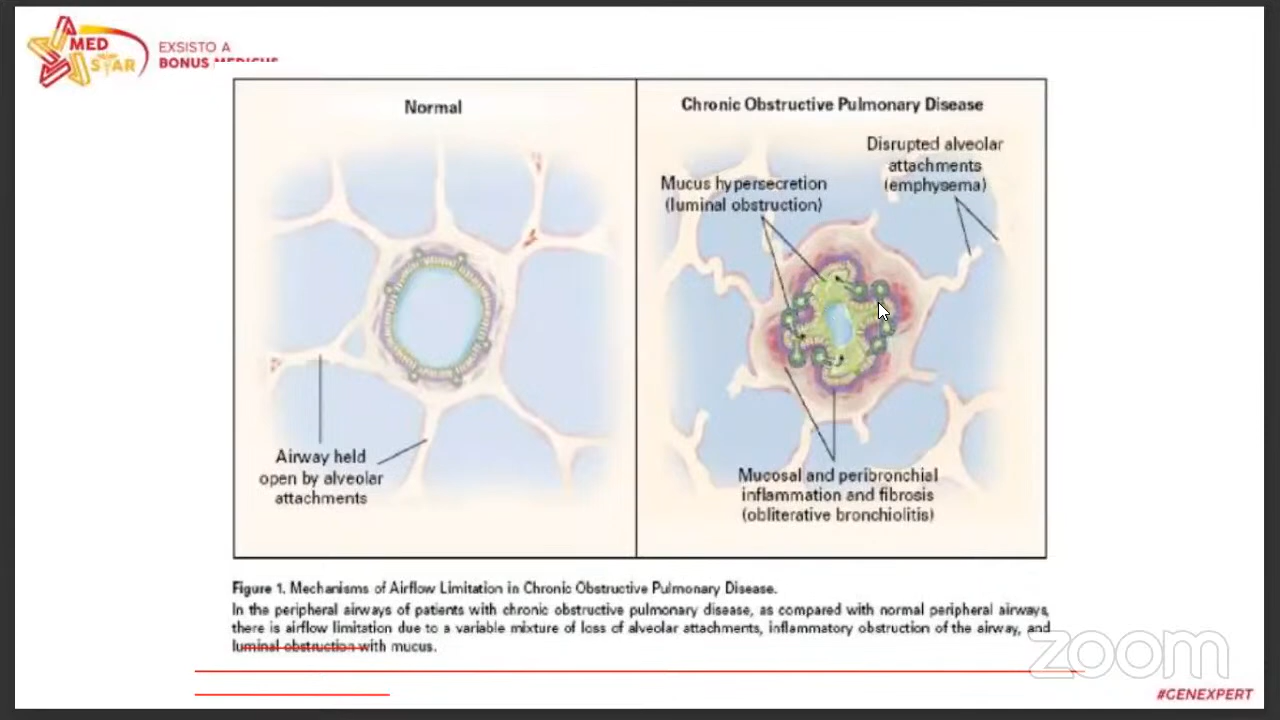 MED
STAR
EXSISTO A
BONUS MEDICUS
Normal
Chronic Obstructive Pulmonary Disease
Disrupted alveolar
attachments
(emphysema)
Mucus hypersecretion
(luminal obstruction)
Airway held
open by alveolar
attachments
Mucosal and peribronchial
inflammation and fibrosis
(obliterative bronchiolitis)
Figure 1. Mechanisms of Airflow Limitation in Chronic Obstructive Pulmonary Disease.
In the peripheral airways of patients with chronic obstructive pulmonary disease, as compared with normal peripheral airways,
there is airflow limitation due to a variable mixture of loss of alveolar attachments, inflammatory obstruction of the airway, and
luminal obstruction with mucus.
zoom
#GENEXPERT